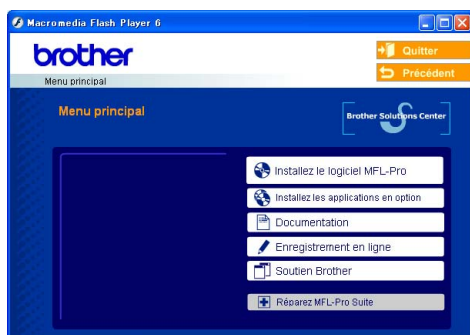 Macromedia Flash Player 6
brother
Quitter
Précédent
Menu principal
Menu principal
Brother Solutions Center
Installez le logiciel MFL-Pro
Installez les applications en option
Documentation
Enregistrement en ligne
Soutien Brother
Réparez MFL-Pro Suite